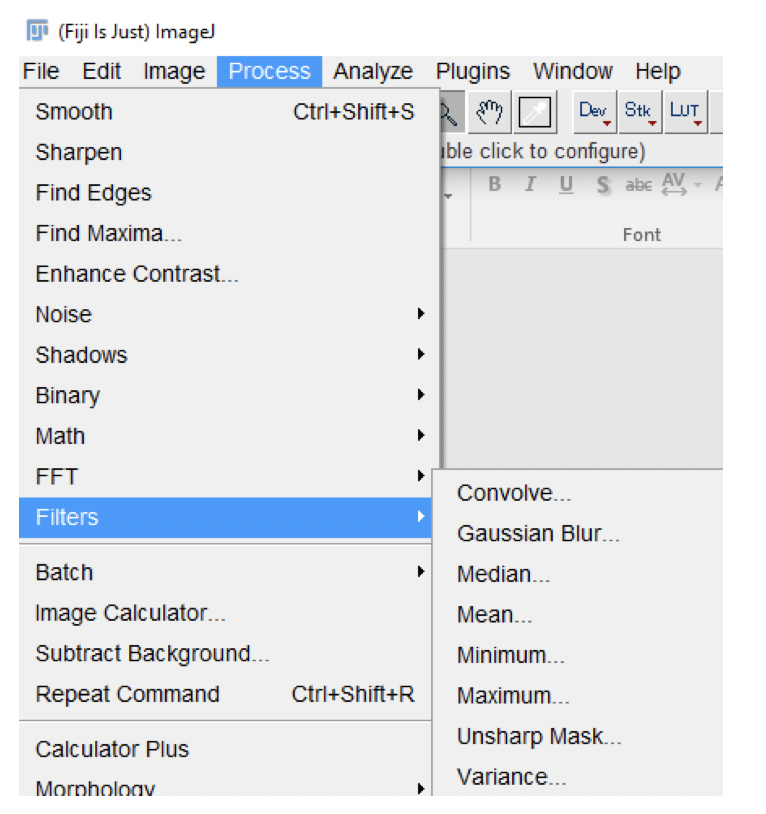 (Fiji Is Just) ImageJ
File Edit Image Process Analyze Plugins Window Help
Smooth Ctrl+Shift+S
Dev Stk LUT
Sharpen
click to configure)
Find Edges
B I U S abc AV
Find Maxima...
Font
Enhance Contrast...
Noise
Shadows
Binary
Math
FFT
Filters
Batch
Image Calculator...
Subtract Background...
Repeat Command Ctrl+Shift+R
Calculator Plus
Morphology
Convolve...
Gaussian Blur...
Median...
Mean...
Minimum...
Maximum...
Unsharp Mask...
Variance...